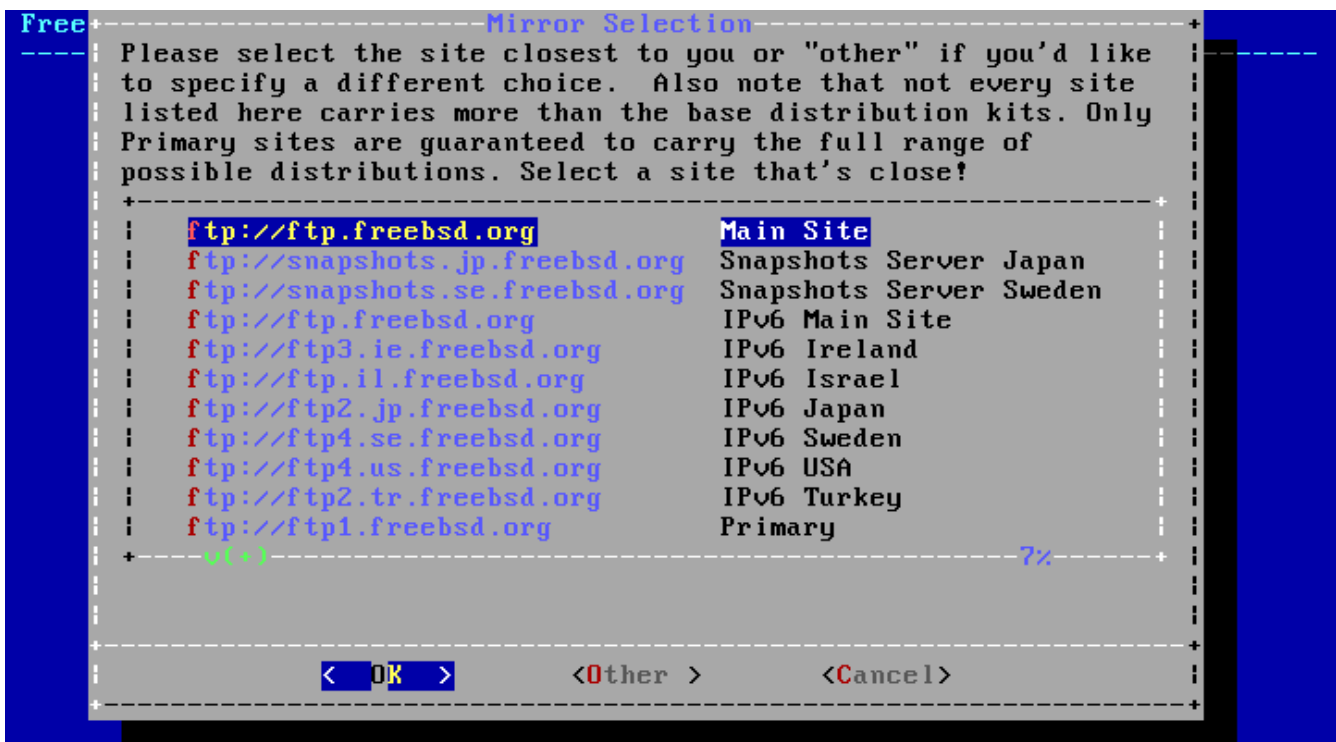 Free
Mirror Selection
Please select the site closest to you or "other" if you'd like
to specify a different choice.  Also note that not every site
listed here carries more than the base distribution kits. Only
Primary sites are guaranteed to carry the full range of
possible distributions. Select a site that's close!
ftp://ftp.freebsd.org Main Site
ftp://snapshots.jp.freebsd.org Snapshots Server Japan
ftp://snapshots.se.freebsd.org Snapshots Server Sweden
ftp://ftp.freebsd.org IPv6 Main Site
ftp://ftp3.ie.freebsd.org IPv6 Ireland
ftp://ftp.il.freebsd.org IPv6 Israel
ftp://ftp2.jp.freebsd.org IPv6 Japan
ftp://ftp4.se.freebsd.org IPv6 Sweden
ftp://ftp4.us.freebsd.org IPv6 USA
ftp://ftp2.tr.freebsd.org IPv6 Turkey
ftp://ftp1.freebsd.org Primary
v(+) 7%
< OK > <Other > <Cancel>